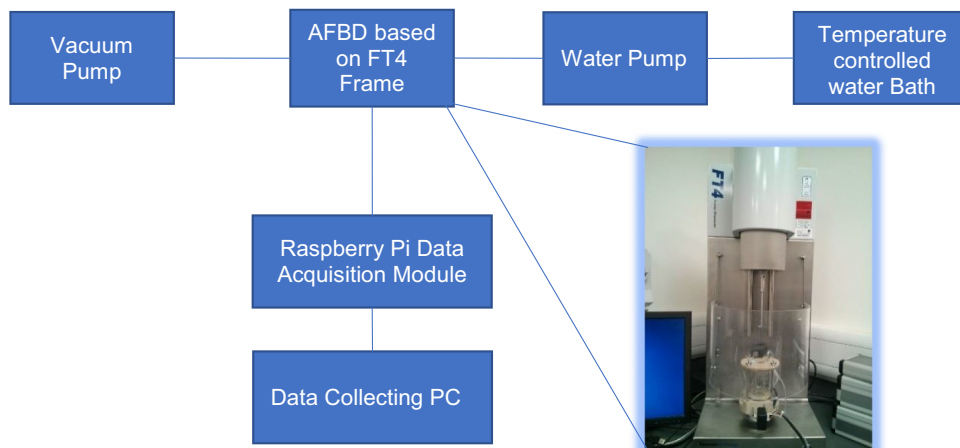 Vacuum
Pump
AFBD based
on FT4
Frame
Water Pump
Temperature
controlled
water Bath
Raspberry Pi Data
Acquisition Module
Data Collecting PC
FT4